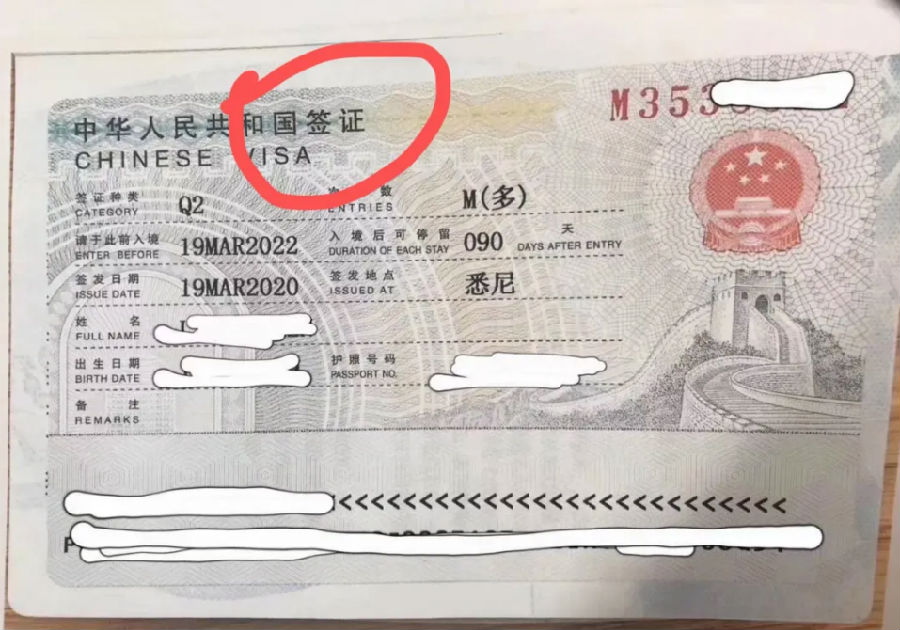 中华人民共和国签证
CHINESE VISA
签证种类 CATEGORY Q2 次 数 ENTRIES M(多)
请于此前入境 ENTER BEFORE 19MAR2022 入境后可停留 DURATION OF EACH STAY 090 天 DAYS AFTER ENTRY
签发日期 ISSUE DATE 19MAR2020 签发地点 ISSUED AT 悉尼
姓 名 FULL NAME
出生日期 BIRTH DATE 护照号码 PASSPORT NO.
备 注 REMARKS
<<<<<<<<<<<<<<<<<<<<<<<<<<<<